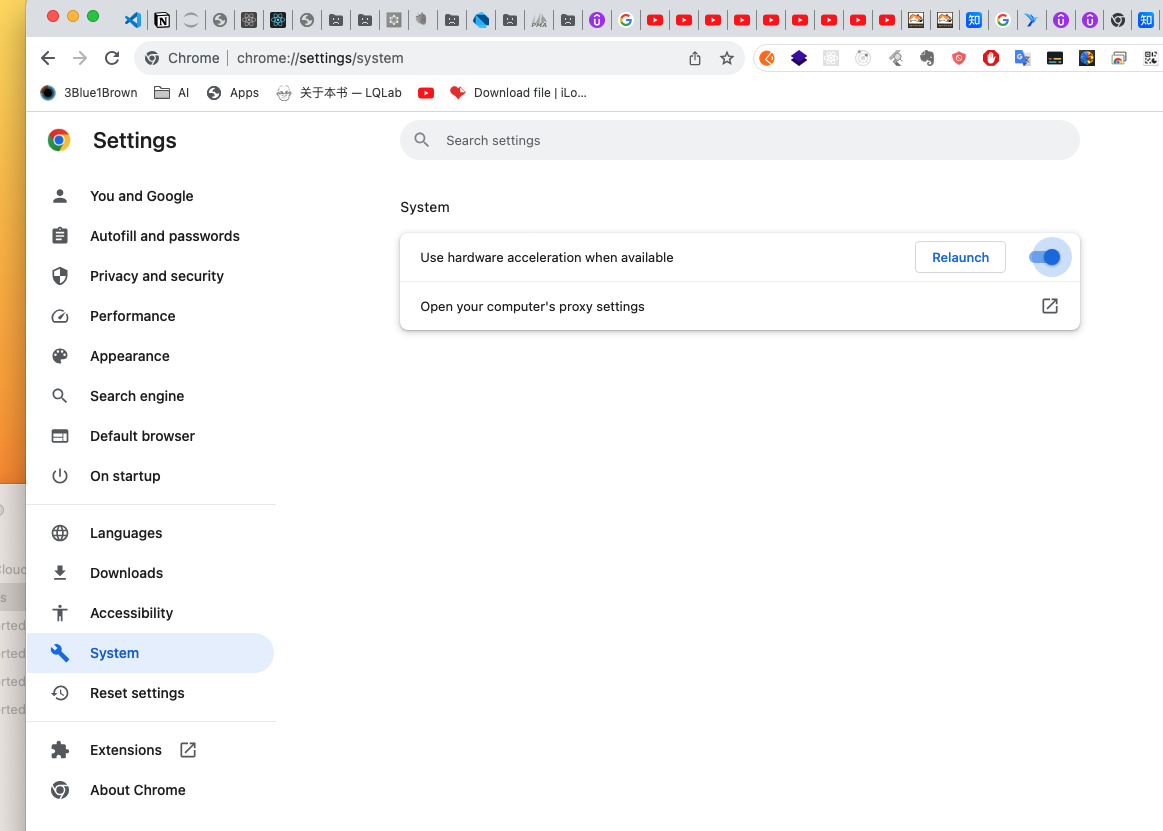 Chrome chrome://settings/system
3Blue1Brown AI Apps 关于本书 — LQLab Download file | iLo...
Settings
Search settings
You and Google
Autofill and passwords
Privacy and security
Performance
Appearance
Search engine
Default browser
On startup
Languages
Downloads
Accessibility
System
Reset settings
Extensions
About Chrome
System
Use hardware acceleration when available Relaunch
Open your computer's proxy settings
Cloud
s
rted
rted
rted
rted